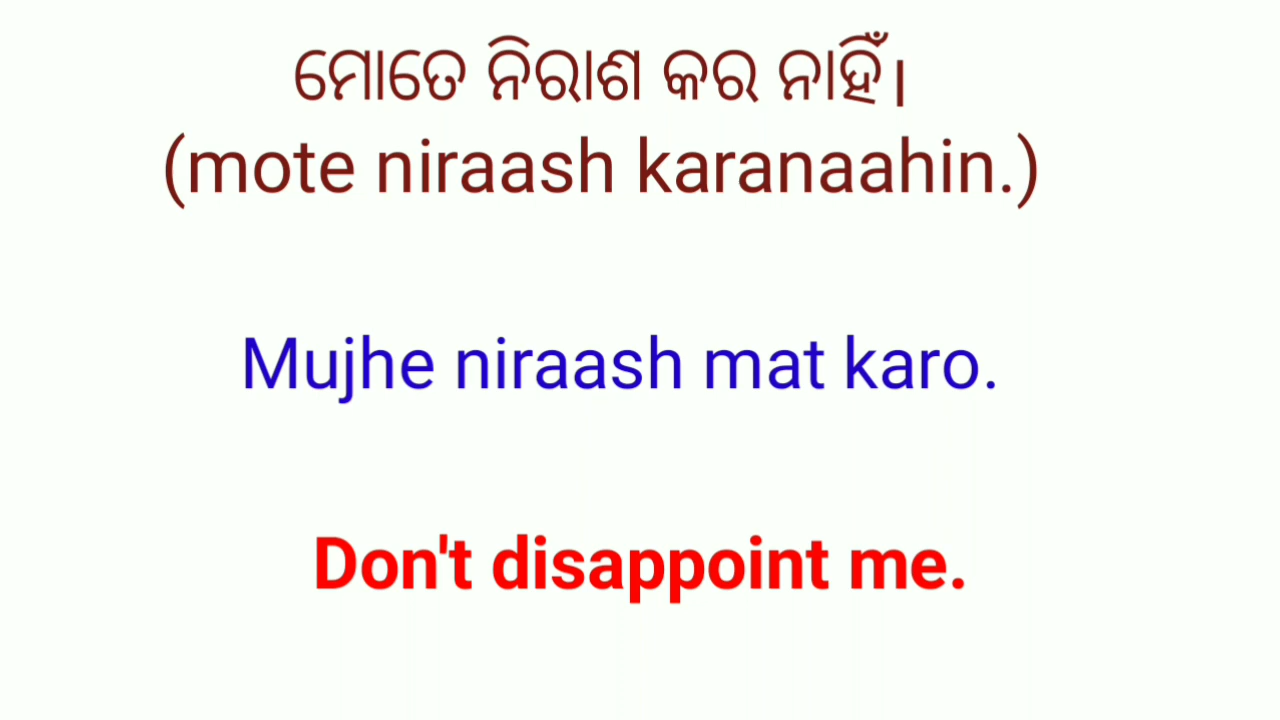 ମୋତେ ନିରାଶ କର ନାହିଁ।
(mote niraash karanaahin.)
Mujhe niraash mat karo.
Don't disappoint me.